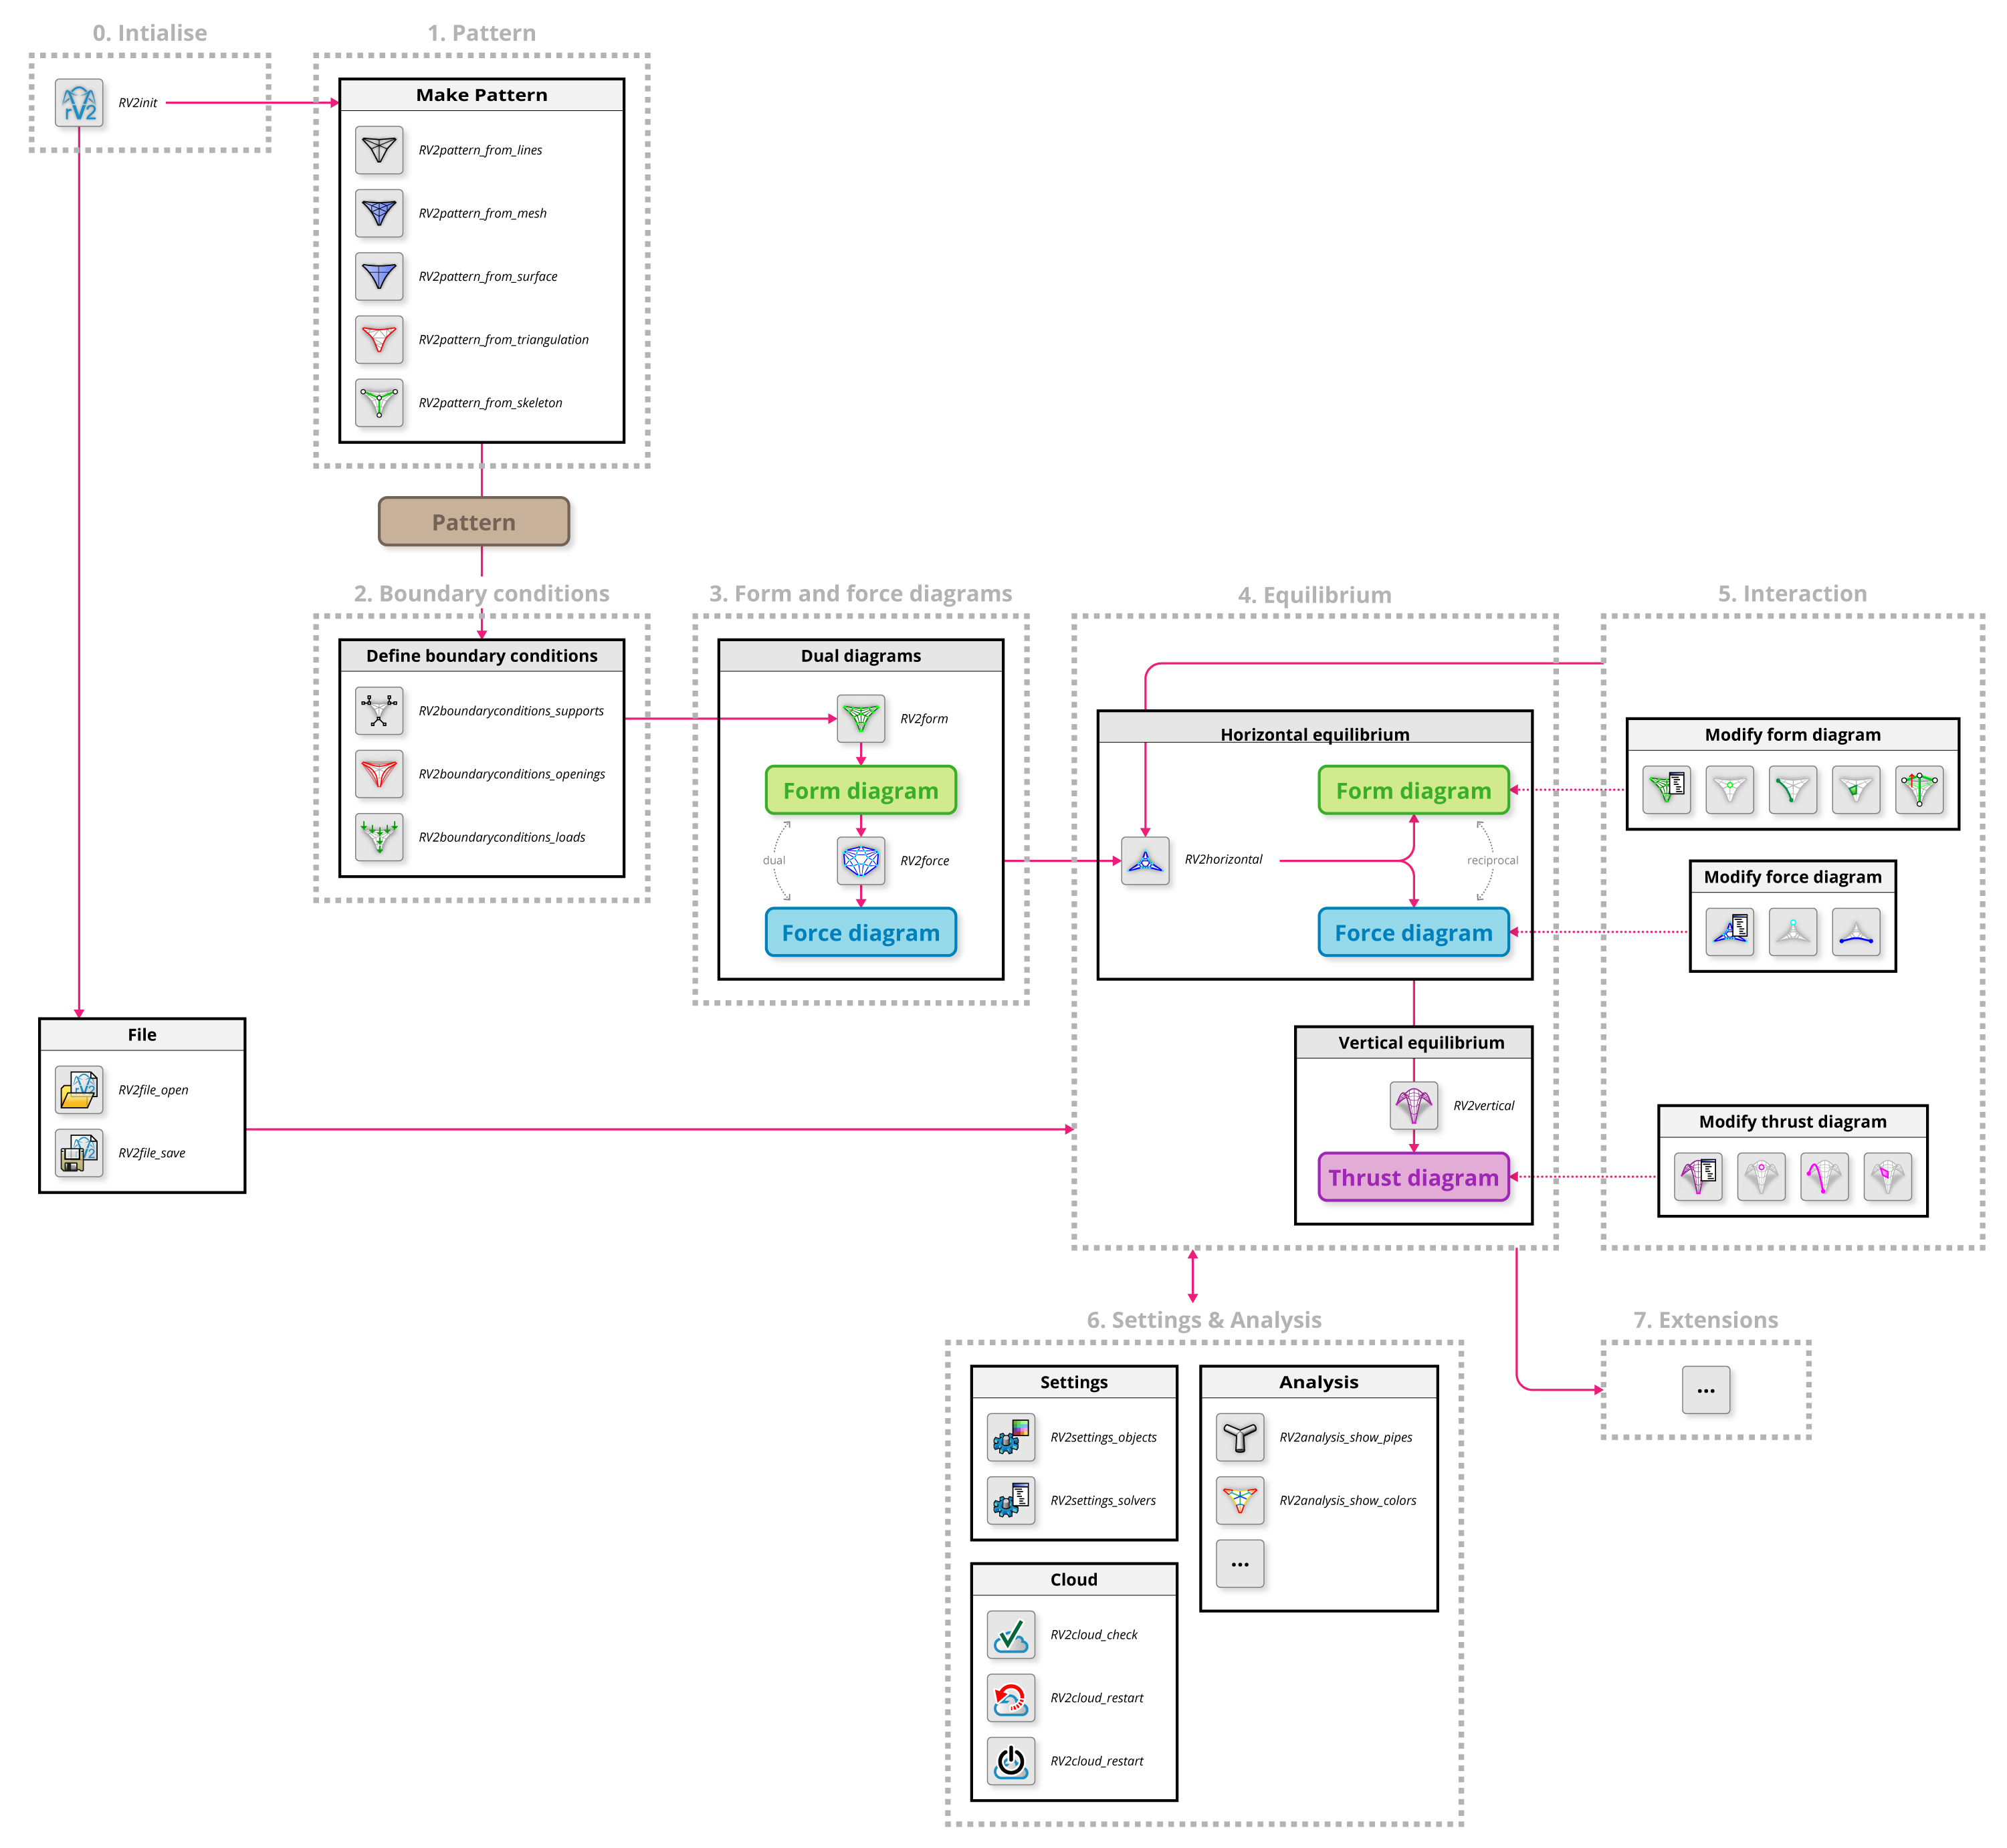 0. Intialise
RV2init
1. Pattern
Make Pattern
RV2pattern_from_lines
RV2pattern_from_mesh
RV2pattern_from_surface
RV2pattern_from_triangulation
RV2pattern_from_skeleton
Pattern
2. Boundary conditions
Define boundary conditions
RV2boundaryconditions_supports
RV2boundaryconditions_openings
RV2boundaryconditions_loads
3. Form and force diagrams
Dual diagrams
RV2form
Form diagram
dual
RV2force
Force diagram
4. Equilibrium
Horizontal equilibrium
Form diagram
RV2horizontal
reciprocal
Force diagram
Vertical equilibrium
RV2vertical
Thrust diagram
5. Interaction
Modify form diagram
Modify force diagram
Modify thrust diagram
File
RV2file_open
RV2file_save
6. Settings & Analysis
Settings
RV2settings_objects
RV2settings_solvers
Analysis
RV2analysis_show_pipes
RV2analysis_show_colors
...
Cloud
RV2cloud_check
RV2cloud_restart
RV2cloud_restart
7. Extensions
...
rV2